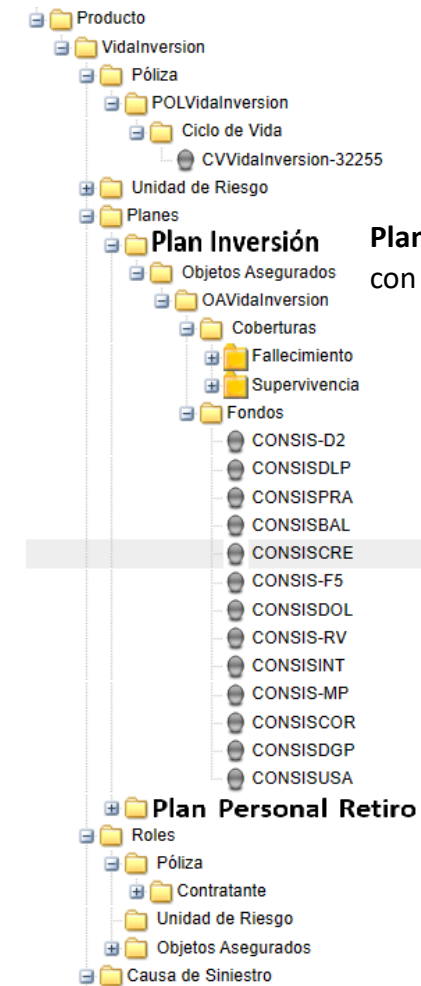 Producto
VidaInversion
Póliza
POLVidaInversion
Ciclo de Vida
CVVidaInversion-32255
Unidad de Riesgo
Planes
Plan Inversión
Plan
con
Objetos Asegurados
OAVidaInversion
Coberturas
Fallecimiento
Supervivencia
Fondos
CONSIS-D2
CONSISDLP
CONSISPRA
CONSISBAL
CONSISCRE
CONSIS-F5
CONSISDOL
CONSIS-RV
CONSISINT
CONSIS-MP
CONSISCOR
CONSISDGP
CONSISUSA
Plan Personal Retiro
Roles
Póliza
Contratante
Unidad de Riesgo
Objetos Asegurados
Causa de Siniestro